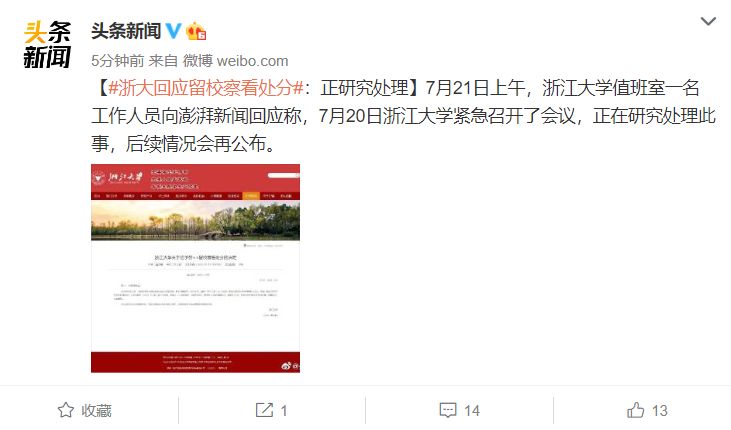 头条
新闻
头条新闻
5分钟前 来自 微博 weibo.com
【#浙大回应留校察看处分#：正研究处理】7月21日上午，浙江大学值班室一名
工作人员向澎湃新闻回应称，7月20日浙江大学紧急召开了会议，正在研究处理此
事，后续情况会再公布。
浙江大学
收藏
1
14
13